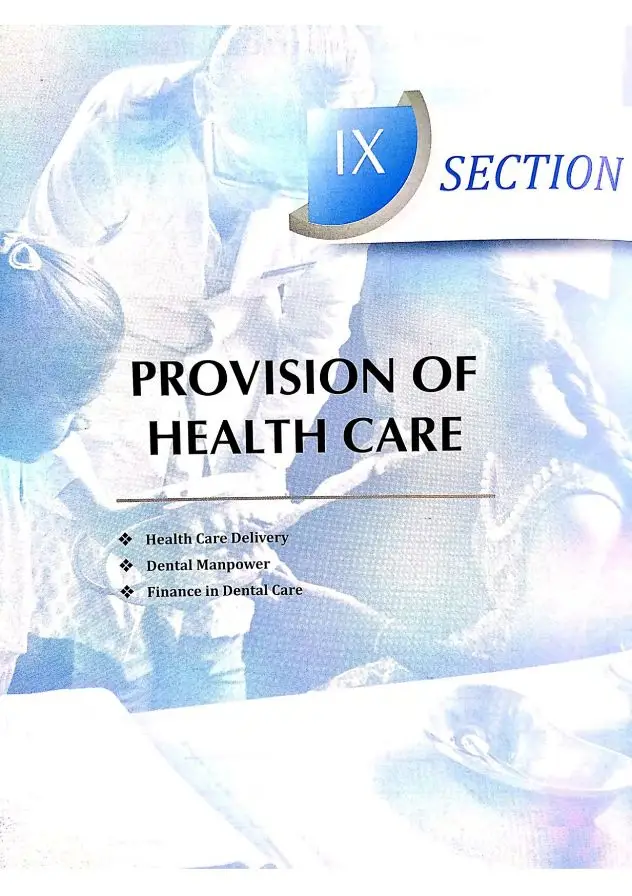 IX
SECTION
PROVISION OF
HEALTH CARE
❖ Health Care Delivery
❖ Dental Manpower
❖ Finance in Dental Care